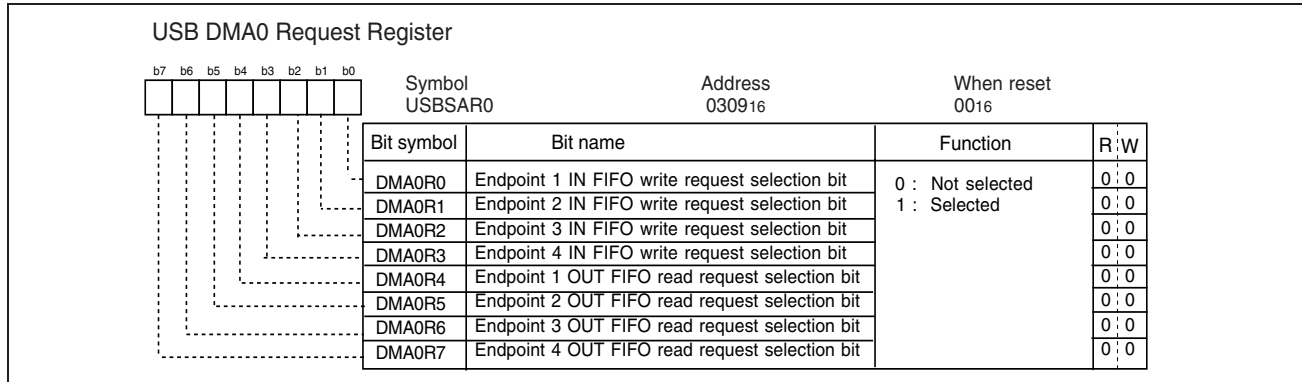 USB DMA0 Request Register
b7 b6 b5 b4 b3 b2 b1 b0
Symbol Address When reset
USBSAR0 030916 0016
Bit symbol Bit name Function R W
DMA0R0 Endpoint 1 IN FIFO write request selection bit 0 : Not selected 0 0
DMA0R1 Endpoint 2 IN FIFO write request selection bit 1 : Selected 0 0
DMA0R2 Endpoint 3 IN FIFO write request selection bit 0 0
DMA0R3 Endpoint 4 IN FIFO write request selection bit 0 0
DMA0R4 Endpoint 1 OUT FIFO read request selection bit 0 0
DMA0R5 Endpoint 2 OUT FIFO read request selection bit 0 0
DMA0R6 Endpoint 3 OUT FIFO read request selection bit 0 0
DMA0R7 Endpoint 4 OUT FIFO read request selection bit 0 0